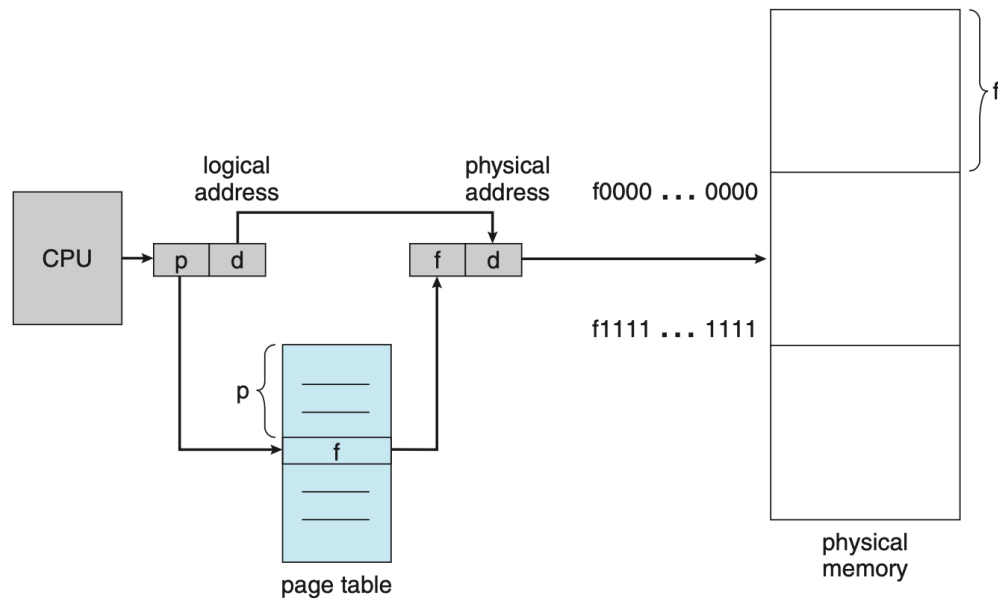 f
logical
address
physical
address
f0000 ... 0000
CPU
p
d
f
d
f1111 ... 1111
p
f
page table
physical
memory